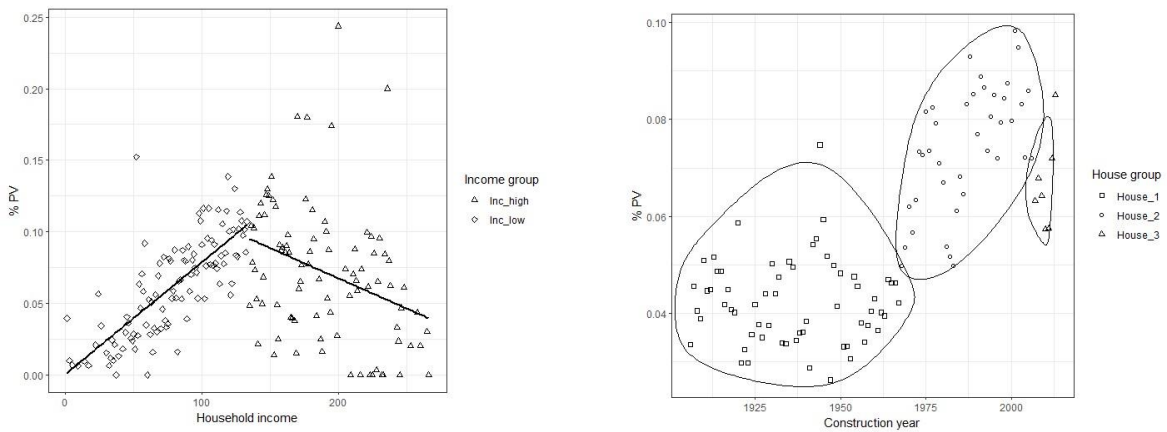 0.25
0.20
0.15
0.10
0.05
0.00
% PV
0
100
200
Household income
Income group
Inc_high
Inc_low
0.10
0.08
0.06
0.04
% PV
1925
1950
1975
2000
Construction year
House group
House_1
House_2
House_3